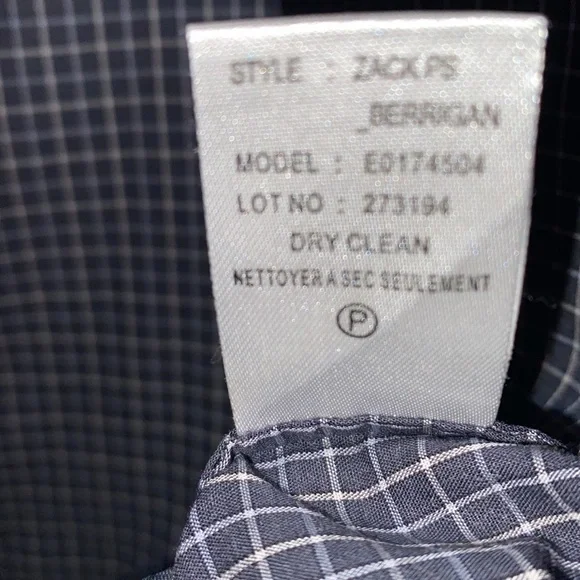 STYLE : ZACK PS
_BERRIGAN
MODEL : E0174504
LOT NO : 273194
DRY CLEAN
NETTOYER A SEC SEULEMENT
P